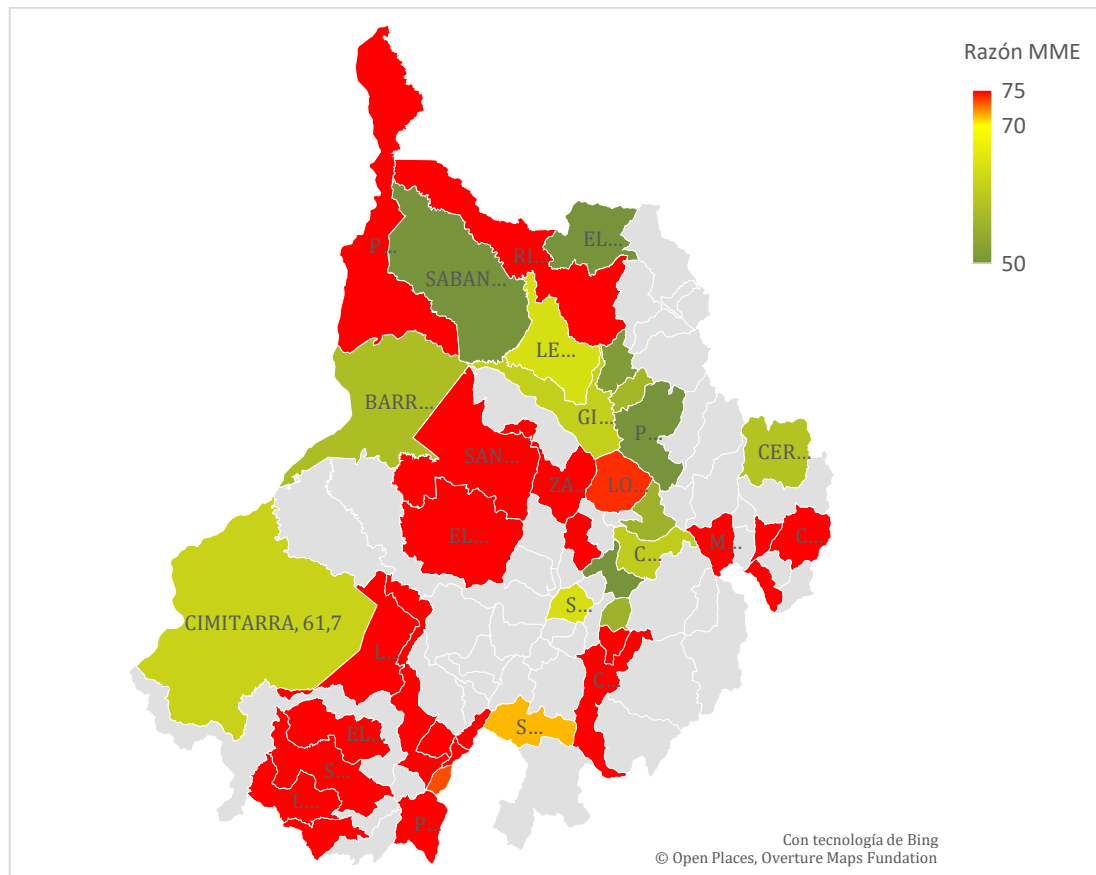 Razón MME
75
70
50
P...
RI...
EL...
SABAN...
LE...
BARR...
GI...
P...
CER...
SAN...
ZA...
LO...
EL...
M...
C...
C...
S...
CIMITARRA, 61,7
L...
C...
S...
EL...
S...
L...
P...
Con tecnología de Bing
© Open Places, Overture Maps Foundation